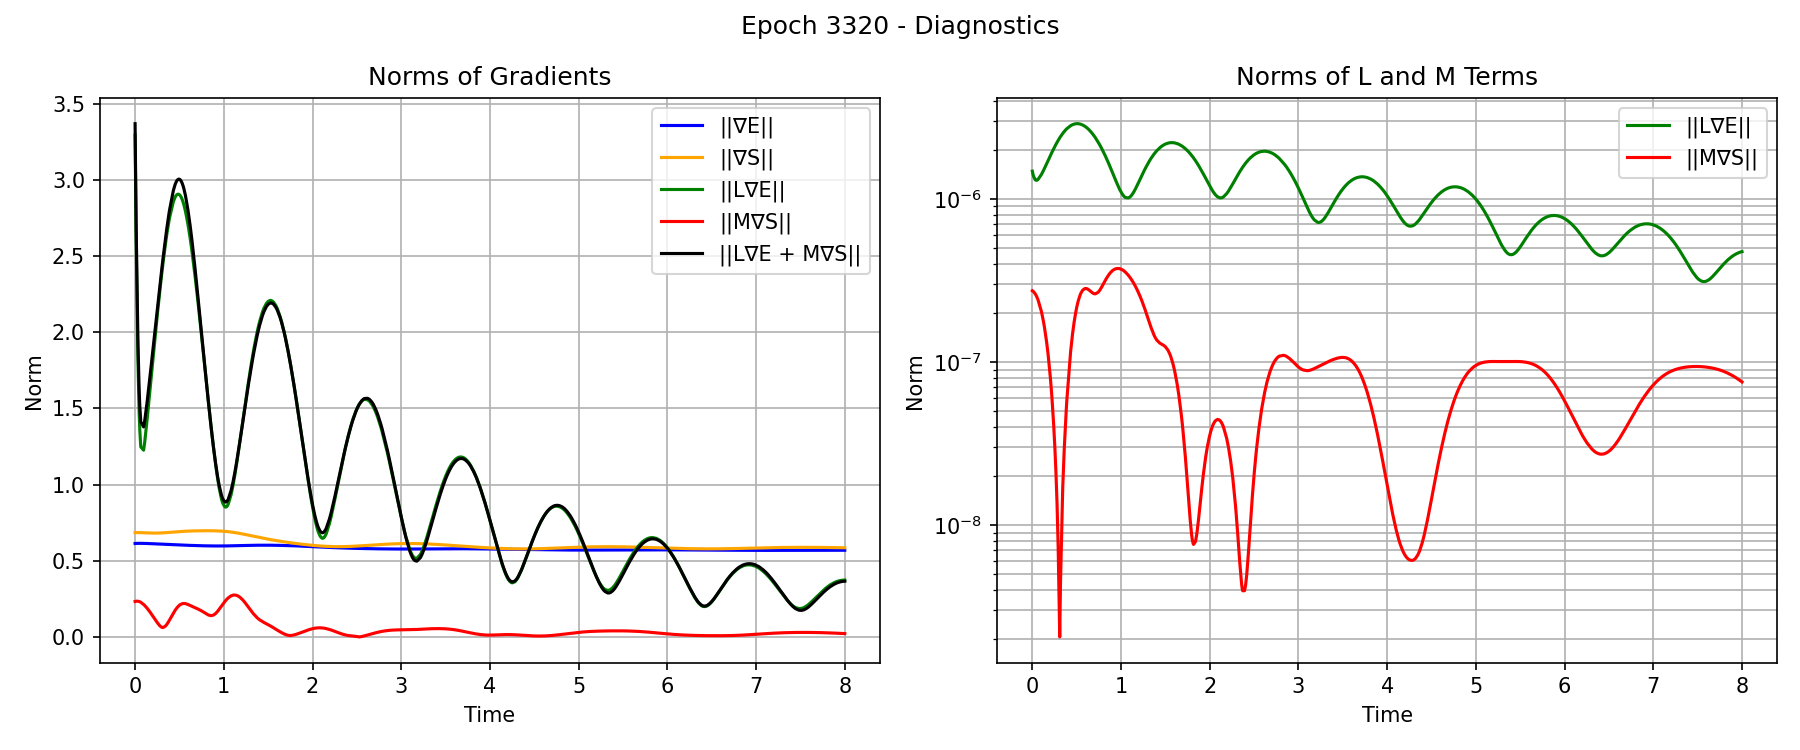 Epoch 3320 - Diagnostics
Norms of Gradients
3.5
3.0
2.5
2.0
1.5
1.0
0.5
0.0
Norm
0 1 2 3 4 5 6 7 8
Time
||∇E||
||∇S||
||L∇E||
||M∇S||
||L∇E + M∇S||
Norms of L and M Terms
10⁻⁶
10⁻⁷
10⁻⁸
Norm
0 1 2 3 4 5 6 7 8
Time
||L∇E||
||M∇S||